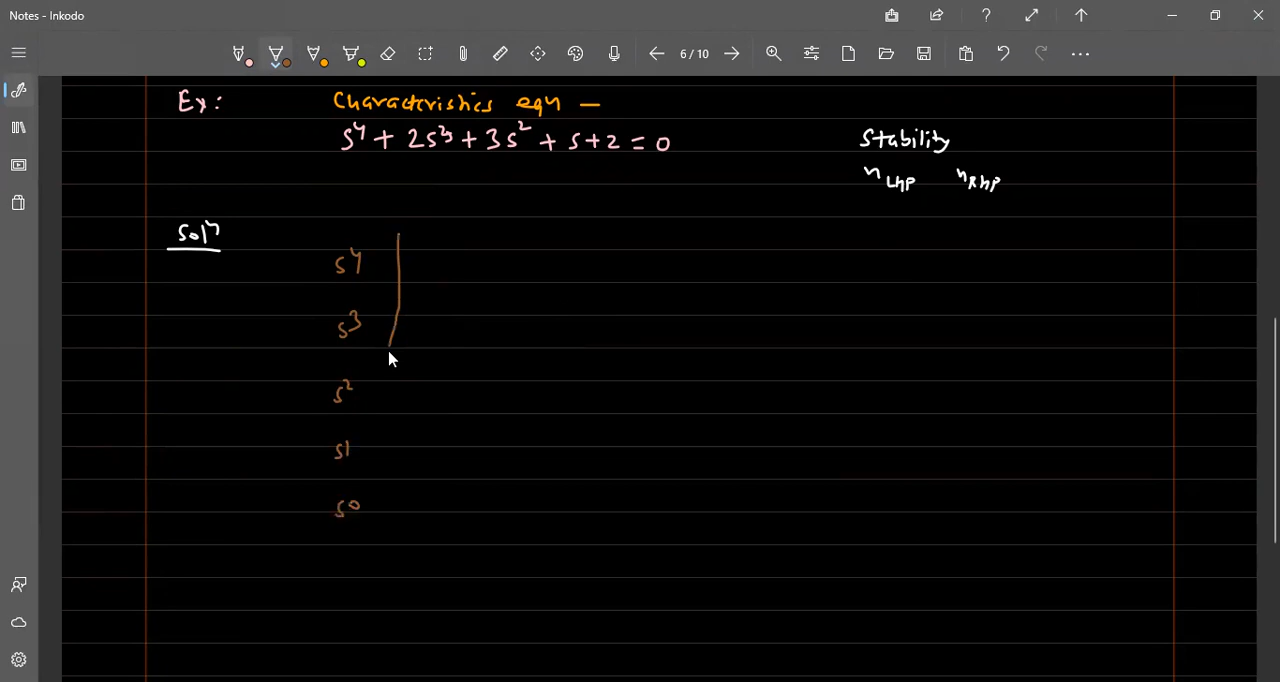 Notes - Inkodo
6/10
Ex: Characteristics eqn —
s⁴ + 2s³ + 3s² + s + 2 = 0
Stability
n_LHP n_RHP
Solⁿ
s⁴
s³
s²
s1
s0